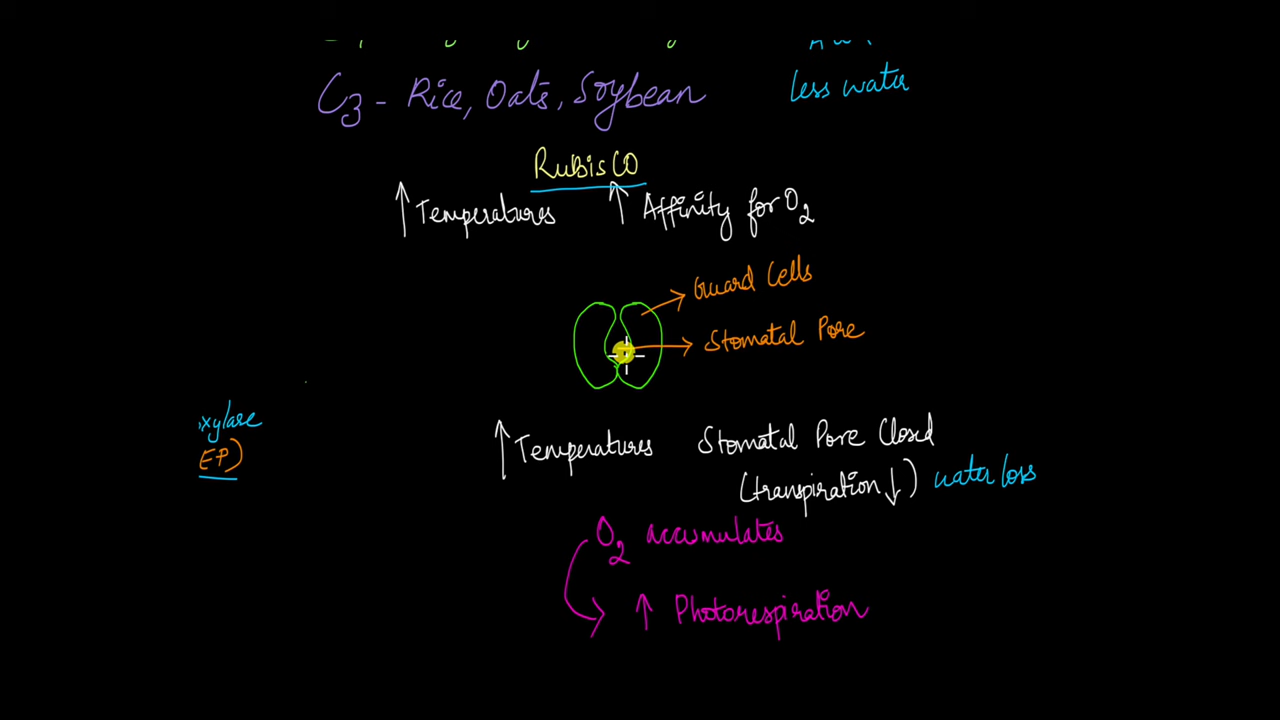 C3 - Rice, Oats, Soybean
less water
RubisCO
↑ Temperatures ↑ Affinity for O2
Guard Cells
Stomatal Pore
xylase
EP)
↑ Temperatures Stomatal Pore Closed
(transpiration ↓) water loss
O2 accumulates
↑ Photorespiration